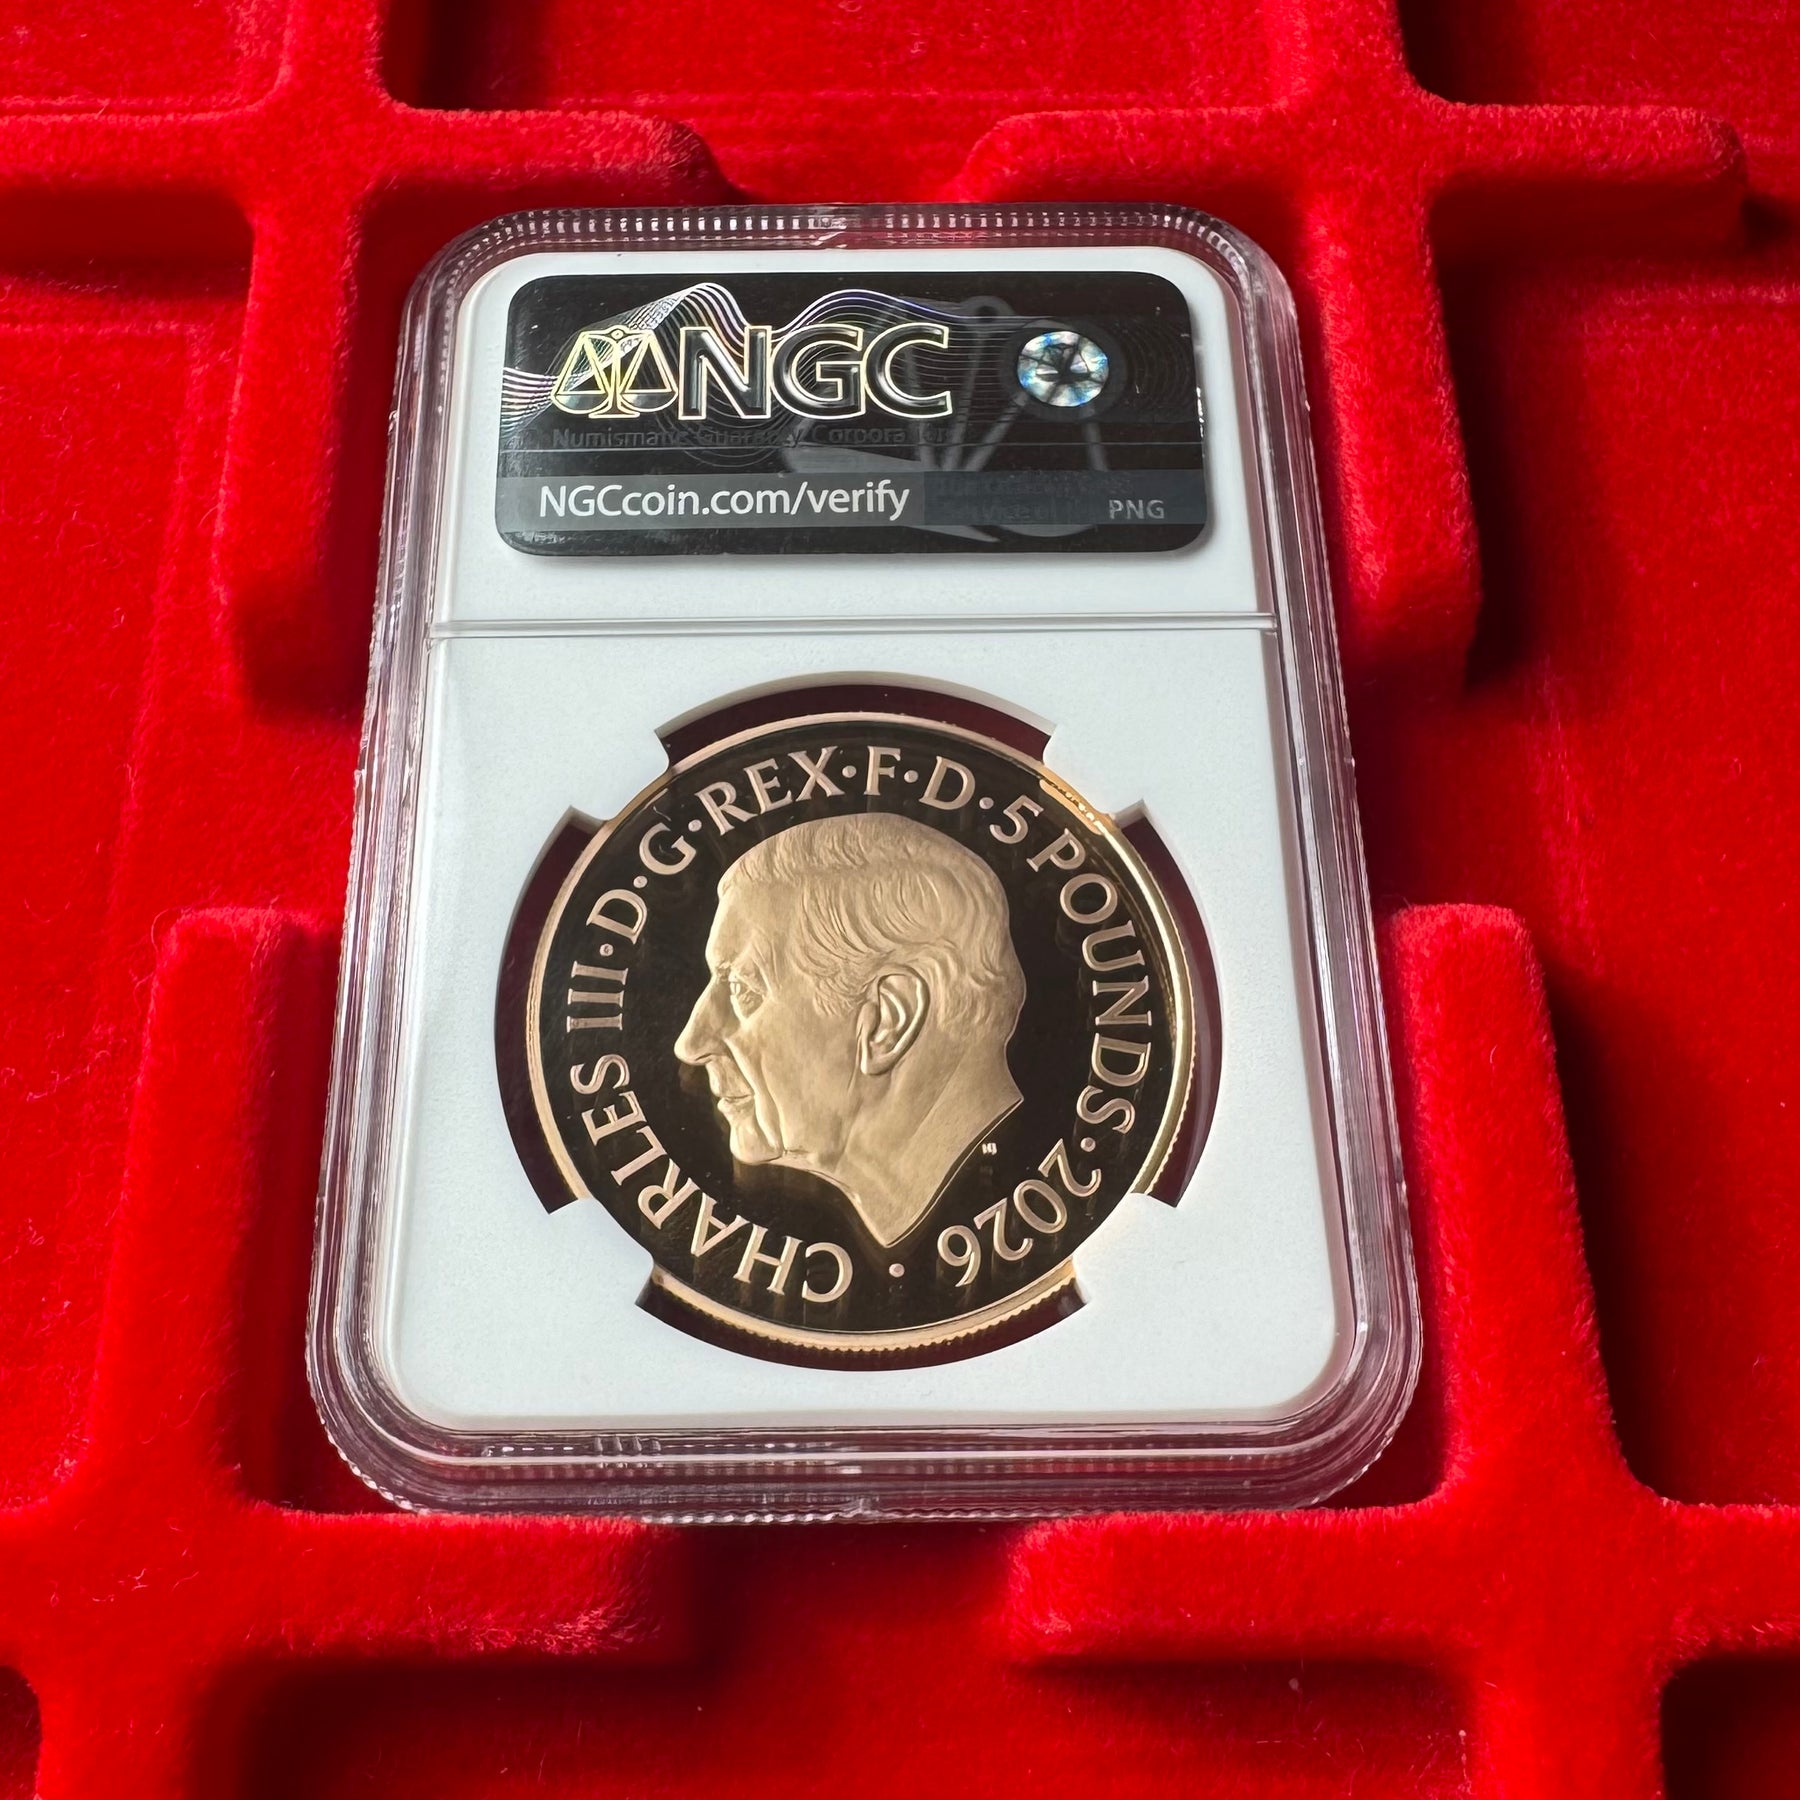 NGC
Numismatic Guaranty Corporation
NGCcoin.com/verify
PNG
CHARLES III · D · G · REX · F · D · 5 POUNDS · 2026 ·